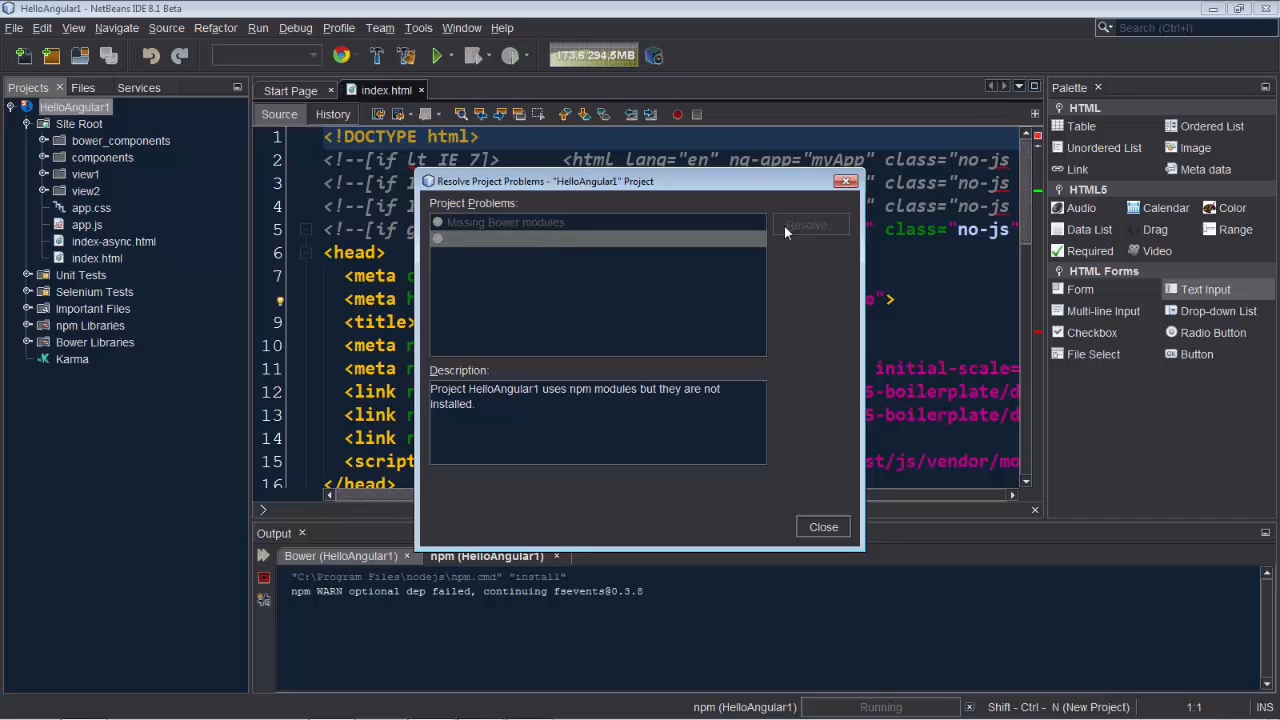 HelloAngular1 - NetBeans IDE 8.1 Beta
File Edit View Navigate Source Refactor Run Debug Profile Team Tools Window Help
Search (Ctrl+I)
173,6/294,5MB
Projects Files Services
HelloAngular1
Site Root
bower_components
components
view1
view2
app.css
app.js
index-async.html
index.html
Unit Tests
Selenium Tests
Important Files
npm Libraries
Bower Libraries
Karma
Start Page index.html
Source History
1 <!DOCTYPE html>
2 <!--[if lt IE 7]> <html lang="en" ng-app="myApp" class="no-js
3 class="no-js
4 class="no-js
5 <!--[if g class="no-js"
6 <head>
7 <meta c
8 <meta h e">
9 <title>
10 <meta
11 <meta initial-scale=
12 <link 5-boilerplate/d
13 <link 5-boilerplate/d
14 <link
15 <script st/js/vendor/mo
16 </head>
Resolve Project Problems - "HelloAngular1" Project
Project Problems:
Missing Bower modules
Resolve...
Description:
Project HelloAngular1 uses npm modules but they are not
installed.
Close
Palette
HTML
Table Ordered List
Unordered List Image
Link Meta data
HTML5
Audio Calendar Color
Data List Drag Range
Required Video
HTML Forms
Form Text Input
Multi-line Input Drop-down List
Checkbox Radio Button
File Select Button
Output
Bower (HelloAngular1) npm (HelloAngular1)
"C:\Program Files\nodejs\npm.cmd" "install"
npm WARN optional dep failed, continuing fsevents@0.3.8
npm (HelloAngular1) Running Shift - Ctrl - N (New Project) 1:1 INS